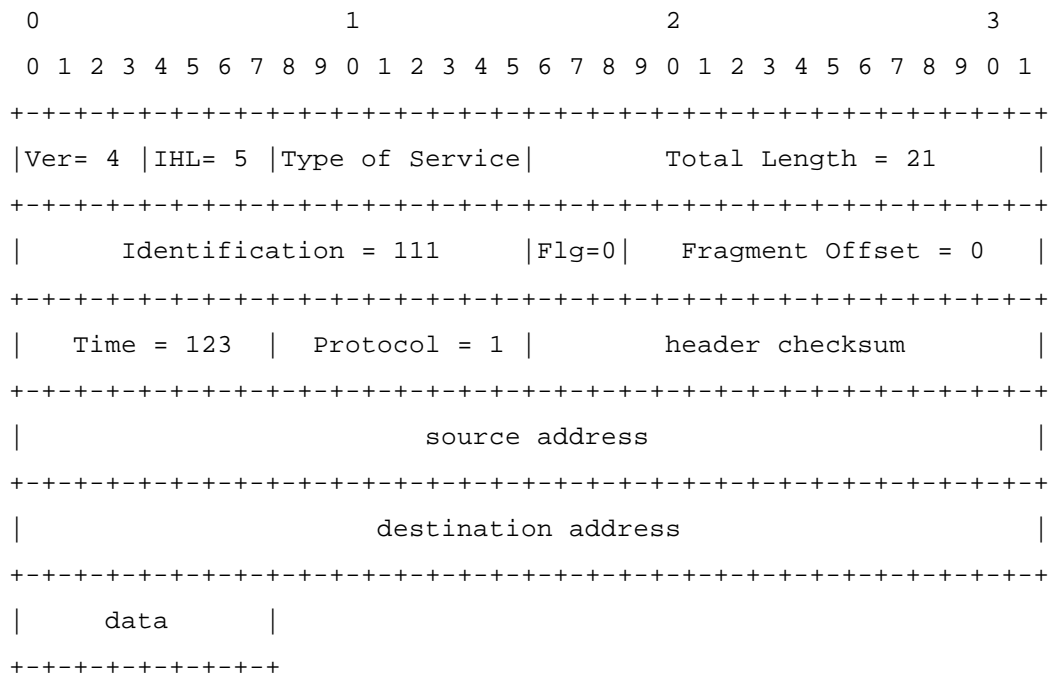 0                   1                   2                   3
 0 1 2 3 4 5 6 7 8 9 0 1 2 3 4 5 6 7 8 9 0 1 2 3 4 5 6 7 8 9 0 1
+-+-+-+-+-+-+-+-+-+-+-+-+-+-+-+-+-+-+-+-+-+-+-+-+-+-+-+-+-+-+-+-+
|Ver= 4 |IHL= 5 |Type of Service|        Total Length = 21      |
+-+-+-+-+-+-+-+-+-+-+-+-+-+-+-+-+-+-+-+-+-+-+-+-+-+-+-+-+-+-+-+-+
|      Identification = 111     |Flg=0|   Fragment Offset = 0   |
+-+-+-+-+-+-+-+-+-+-+-+-+-+-+-+-+-+-+-+-+-+-+-+-+-+-+-+-+-+-+-+-+
|   Time = 123  |  Protocol = 1 |        header checksum        |
+-+-+-+-+-+-+-+-+-+-+-+-+-+-+-+-+-+-+-+-+-+-+-+-+-+-+-+-+-+-+-+-+
|                         source address                        |
+-+-+-+-+-+-+-+-+-+-+-+-+-+-+-+-+-+-+-+-+-+-+-+-+-+-+-+-+-+-+-+-+
|                      destination address                      |
+-+-+-+-+-+-+-+-+-+-+-+-+-+-+-+-+-+-+-+-+-+-+-+-+-+-+-+-+-+-+-+-+
|     data      |
+-+-+-+-+-+-+-+-+